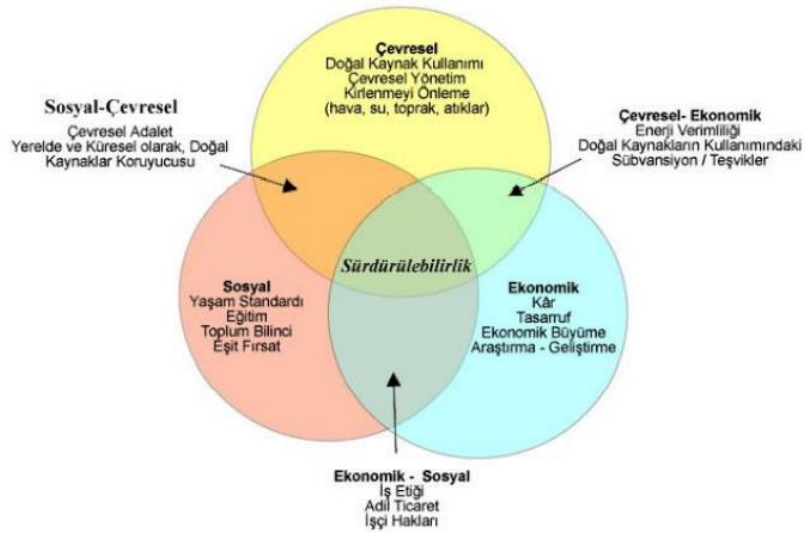 Çevresel
Doğal Kaynak Kullanımı
Çevresel Yönetim
Kirlenmeyi Önleme
(hava, su, toprak, atıklar)
Sosyal-Çevresel
Çevresel Adalet
Yerelde ve Küresel olarak, Doğal
Kaynaklar Koruyucusu
Çevresel- Ekonomik
Enerji Verimliliği
Doğal Kaynakların Kullanımındaki
Sübvansiyon / Teşvikler
Sürdürülebilirlik
Sosyal
Yaşam Standardı
Eğitim
Toplum Bilinci
Eşit Fırsat
Ekonomik
Kâr
Tasarruf
Ekonomik Büyüme
Araştırma - Geliştirme
Ekonomik - Sosyal
İş Etiği
Adil Ticaret
İşçi Hakları